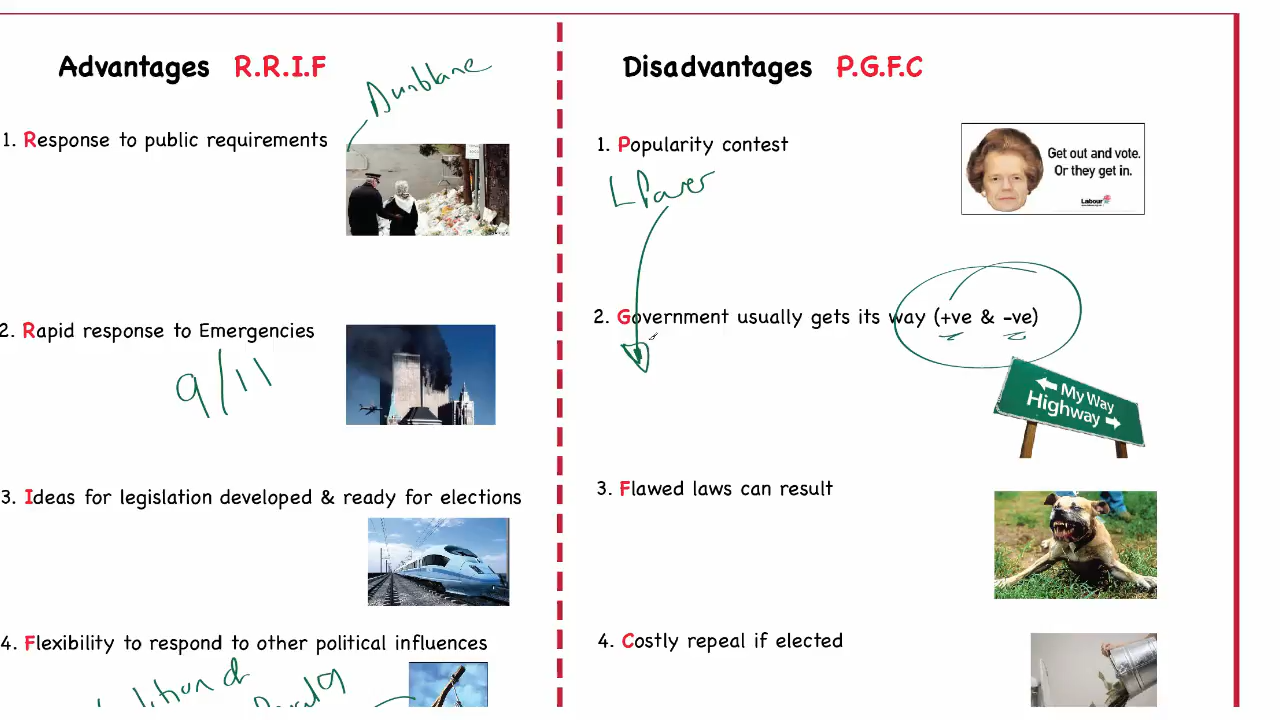 Advantages R.R.I.F
Dunblane
1. Response to public requirements
2. Rapid response to Emergencies
9/11
3. Ideas for legislation developed & ready for elections
4. Flexibility to respond to other political influences
Disadvantages P.G.F.C
1. Popularity contest
Get out and vote.
Or they get in.
Labour
2. Government usually gets its way (+ve & -ve)
My Way
Highway
3. Flawed laws can result
4. Costly repeal if elected